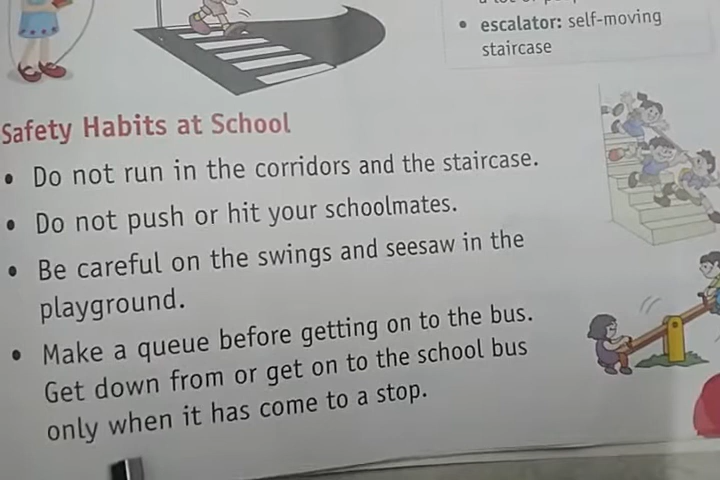 • escalator: self-moving
staircase
Safety Habits at School
• Do not run in the corridors and the staircase.
• Do not push or hit your schoolmates.
• Be careful on the swings and seesaw in the
playground.
• Make a queue before getting on to the bus.
Get down from or get on to the school bus
only when it has come to a stop.